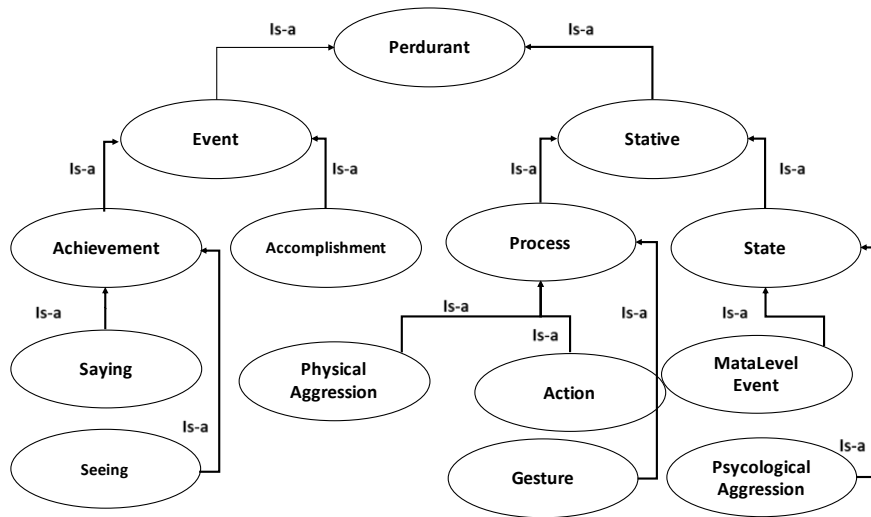 Is-a
Is-a
Perdurant
Event
Stative
Is-a
Is-a
Is-a
Is-a
Achievement
Accomplishment
Process
State
Is-a
Is-a
Is-a
Is-a
Is-a
Physical
Aggression
MataLevel
Event
Saying
Action
Is-a
Is-a
Seeing
Gesture
Psycological
Aggression